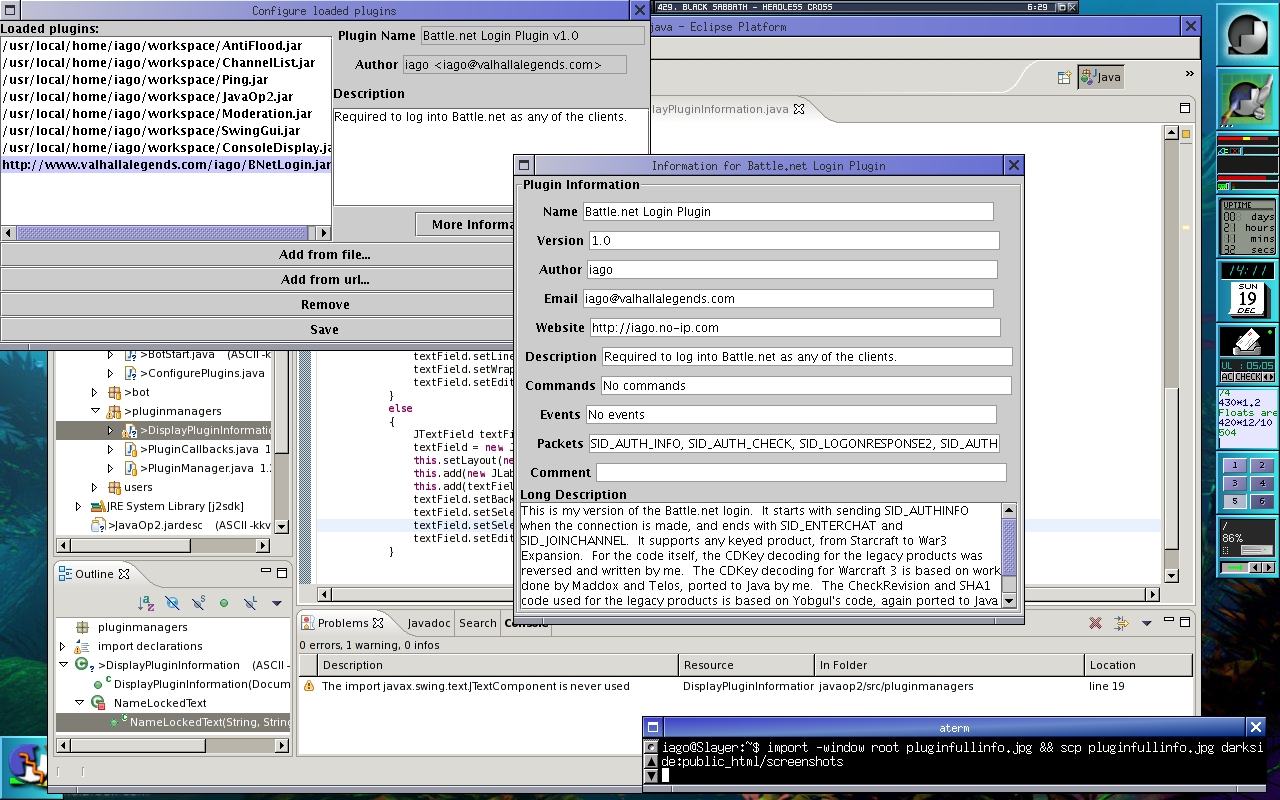 Configure loaded plugins
Loaded plugins:
/usr/local/home/iago/workspace/AntiFlood.jar
/usr/local/home/iago/workspace/ChannelList.jar
/usr/local/home/iago/workspace/Ping.jar
/usr/local/home/iago/workspace/JavaOp2.jar
/usr/local/home/iago/workspace/Moderation.jar
/usr/local/home/iago/workspace/SwingGui.jar
/usr/local/home/iago/workspace/ConsoleDisplay.ja
http://www.valhallalegends.com/iago/BNetLogin.jar
Plugin Name Battle.net Login Plugin v1.0
Author iago <iago@valhallalegends.com>
Description
Required to log into Battle.net as any of the clients.
More Informa
Add from file...
Add from url...
Remove
Save
429. BLACK SABBATH - HEADLESS CROSS 6:29
java - Eclipse Platform
Java
»
layPluginInformation.java
Information for Battle.net Login Plugin
Plugin Information
Name Battle.net Login Plugin
Version 1.0
Author iago
Email iago@valhallalegends.com
Website http://iago.no-ip.com
Description Required to log into Battle.net as any of the clients.
Commands No commands
Events No events
Packets SID_AUTH_INFO, SID_AUTH_CHECK, SID_LOGONRESPONSE2, SID_AUTH
Comment
Long Description
This is my version of the Battle.net login. It starts with sending SID_AUTHINFO
when the connection is made, and ends with SID_ENTERCHAT and
SID_JOINCHANNEL. It supports any keyed product, from Starcraft to War3
Expansion. For the code itself, the CDKey decoding for the legacy products was
reversed and written by me. The CDKey decoding for Warcraft 3 is based on work
done by Maddox and Telos, ported to Java by me. The CheckRevision and SHA1
code used for the legacy products is based on Yobgul's code, again ported to Java
>BotStart.java (ASCII -kk
>ConfigurePlugins.java
>bot
>pluginmanagers
>DisplayPluginInformatio
>PluginCallbacks.java 1
>PluginManager.java 1.
users
JRE System Library [j2sdk]
>JavaOp2.jardesc (ASCII -kkv
textField.setLine
textField.setWrap
textField.setEdit
}
else
{
JTextField textFi
textField = new J
this.setLayout(ne
this.add(new JLab
this.add(textFiel
textField.setBack
textField.setSele
textField.setSele
textField.setEdit
}
Outline
pluginmanagers
import declarations
>DisplayPluginInformation (ASCII -
DisplayPluginInformation(Docum
NameLockedText
NameLockedText(String, String
Problems Javadoc Search Console
0 errors, 1 warning, 0 infos
Description Resource In Folder Location
The import javax.swing.text.JTextComponent is never used DisplayPluginInformation javaop2/src/pluginmanagers line 19
aterm
iago@Slayer:~$ import -window root pluginfullinfo.jpg && scp pluginfullinfo.jpg darksi
de:public_html/screenshots
UPTIME
000 days
21 hours
11 mins
32 secs
14:11
SUN
19
DEC
UL : 05/05
AC CHECK
/4
430*1.2
Floats are
420*12/10
504
1 2
3 4
5 6
/
86%